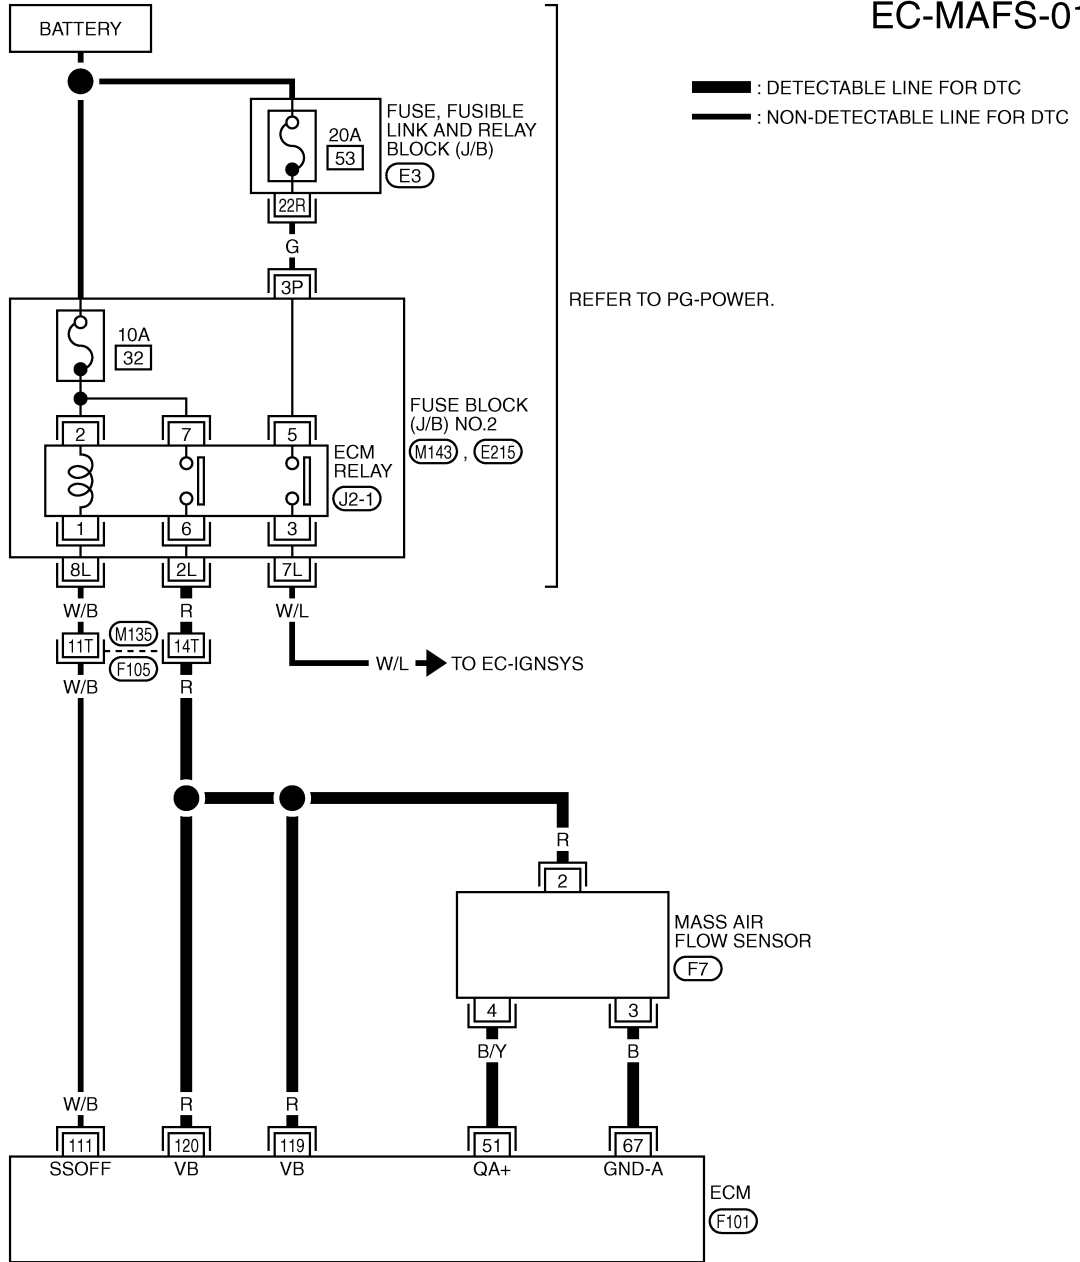 EC-MAFS-01
BATTERY
: DETECTABLE LINE FOR DTC
: NON-DETECTABLE LINE FOR DTC
FUSE, FUSIBLE
LINK AND RELAY
BLOCK (J/B)
E3
20A
53
22R
G
3P
REFER TO PG-POWER.
10A
32
FUSE BLOCK
(J/B) NO.2
M143 , E215
2 7 5
ECM
RELAY
J2-1
1 6 3
8L 2L 7L
W/B R W/L
11T M135 14T
F105
W/L TO EC-IGNSYS
W/B R
R
2
MASS AIR
FLOW SENSOR
F7
4 3
B/Y B
W/B R R
111 120 119 51 67
SSOFF VB VB QA+ GND-A
ECM
F101